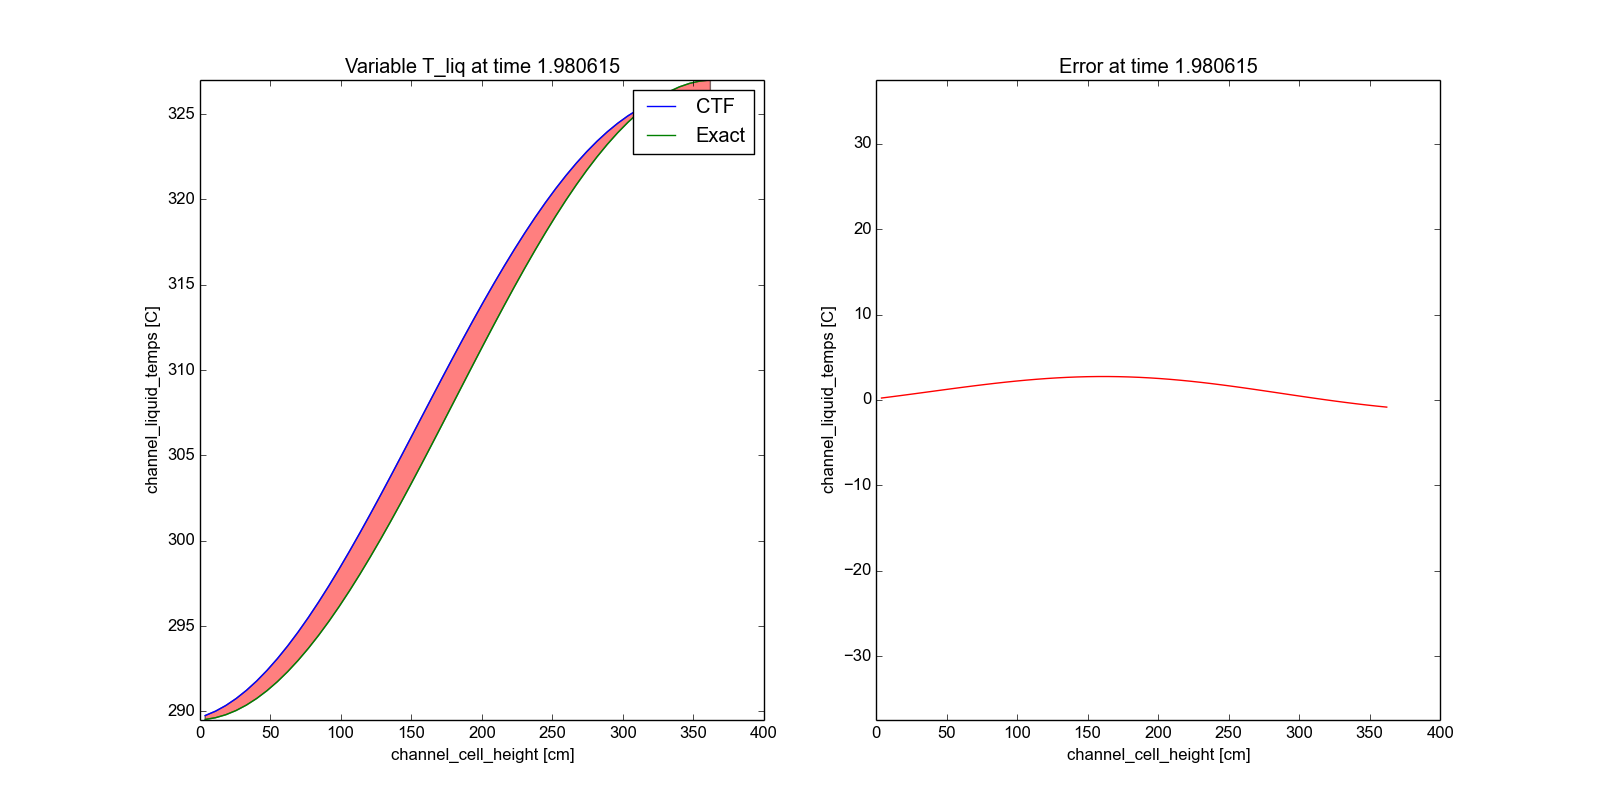 Variable T_liq at time 1.980615
CTF
Exact
325
320
315
310
305
300
295
290
channel_liquid_temps [C]
0 50 100 150 200 250 300 350 400
channel_cell_height [cm]
Error at time 1.980615
30
20
10
0
−10
−20
−30
channel_liquid_temps [C]
0 50 100 150 200 250 300 350 400
channel_cell_height [cm]